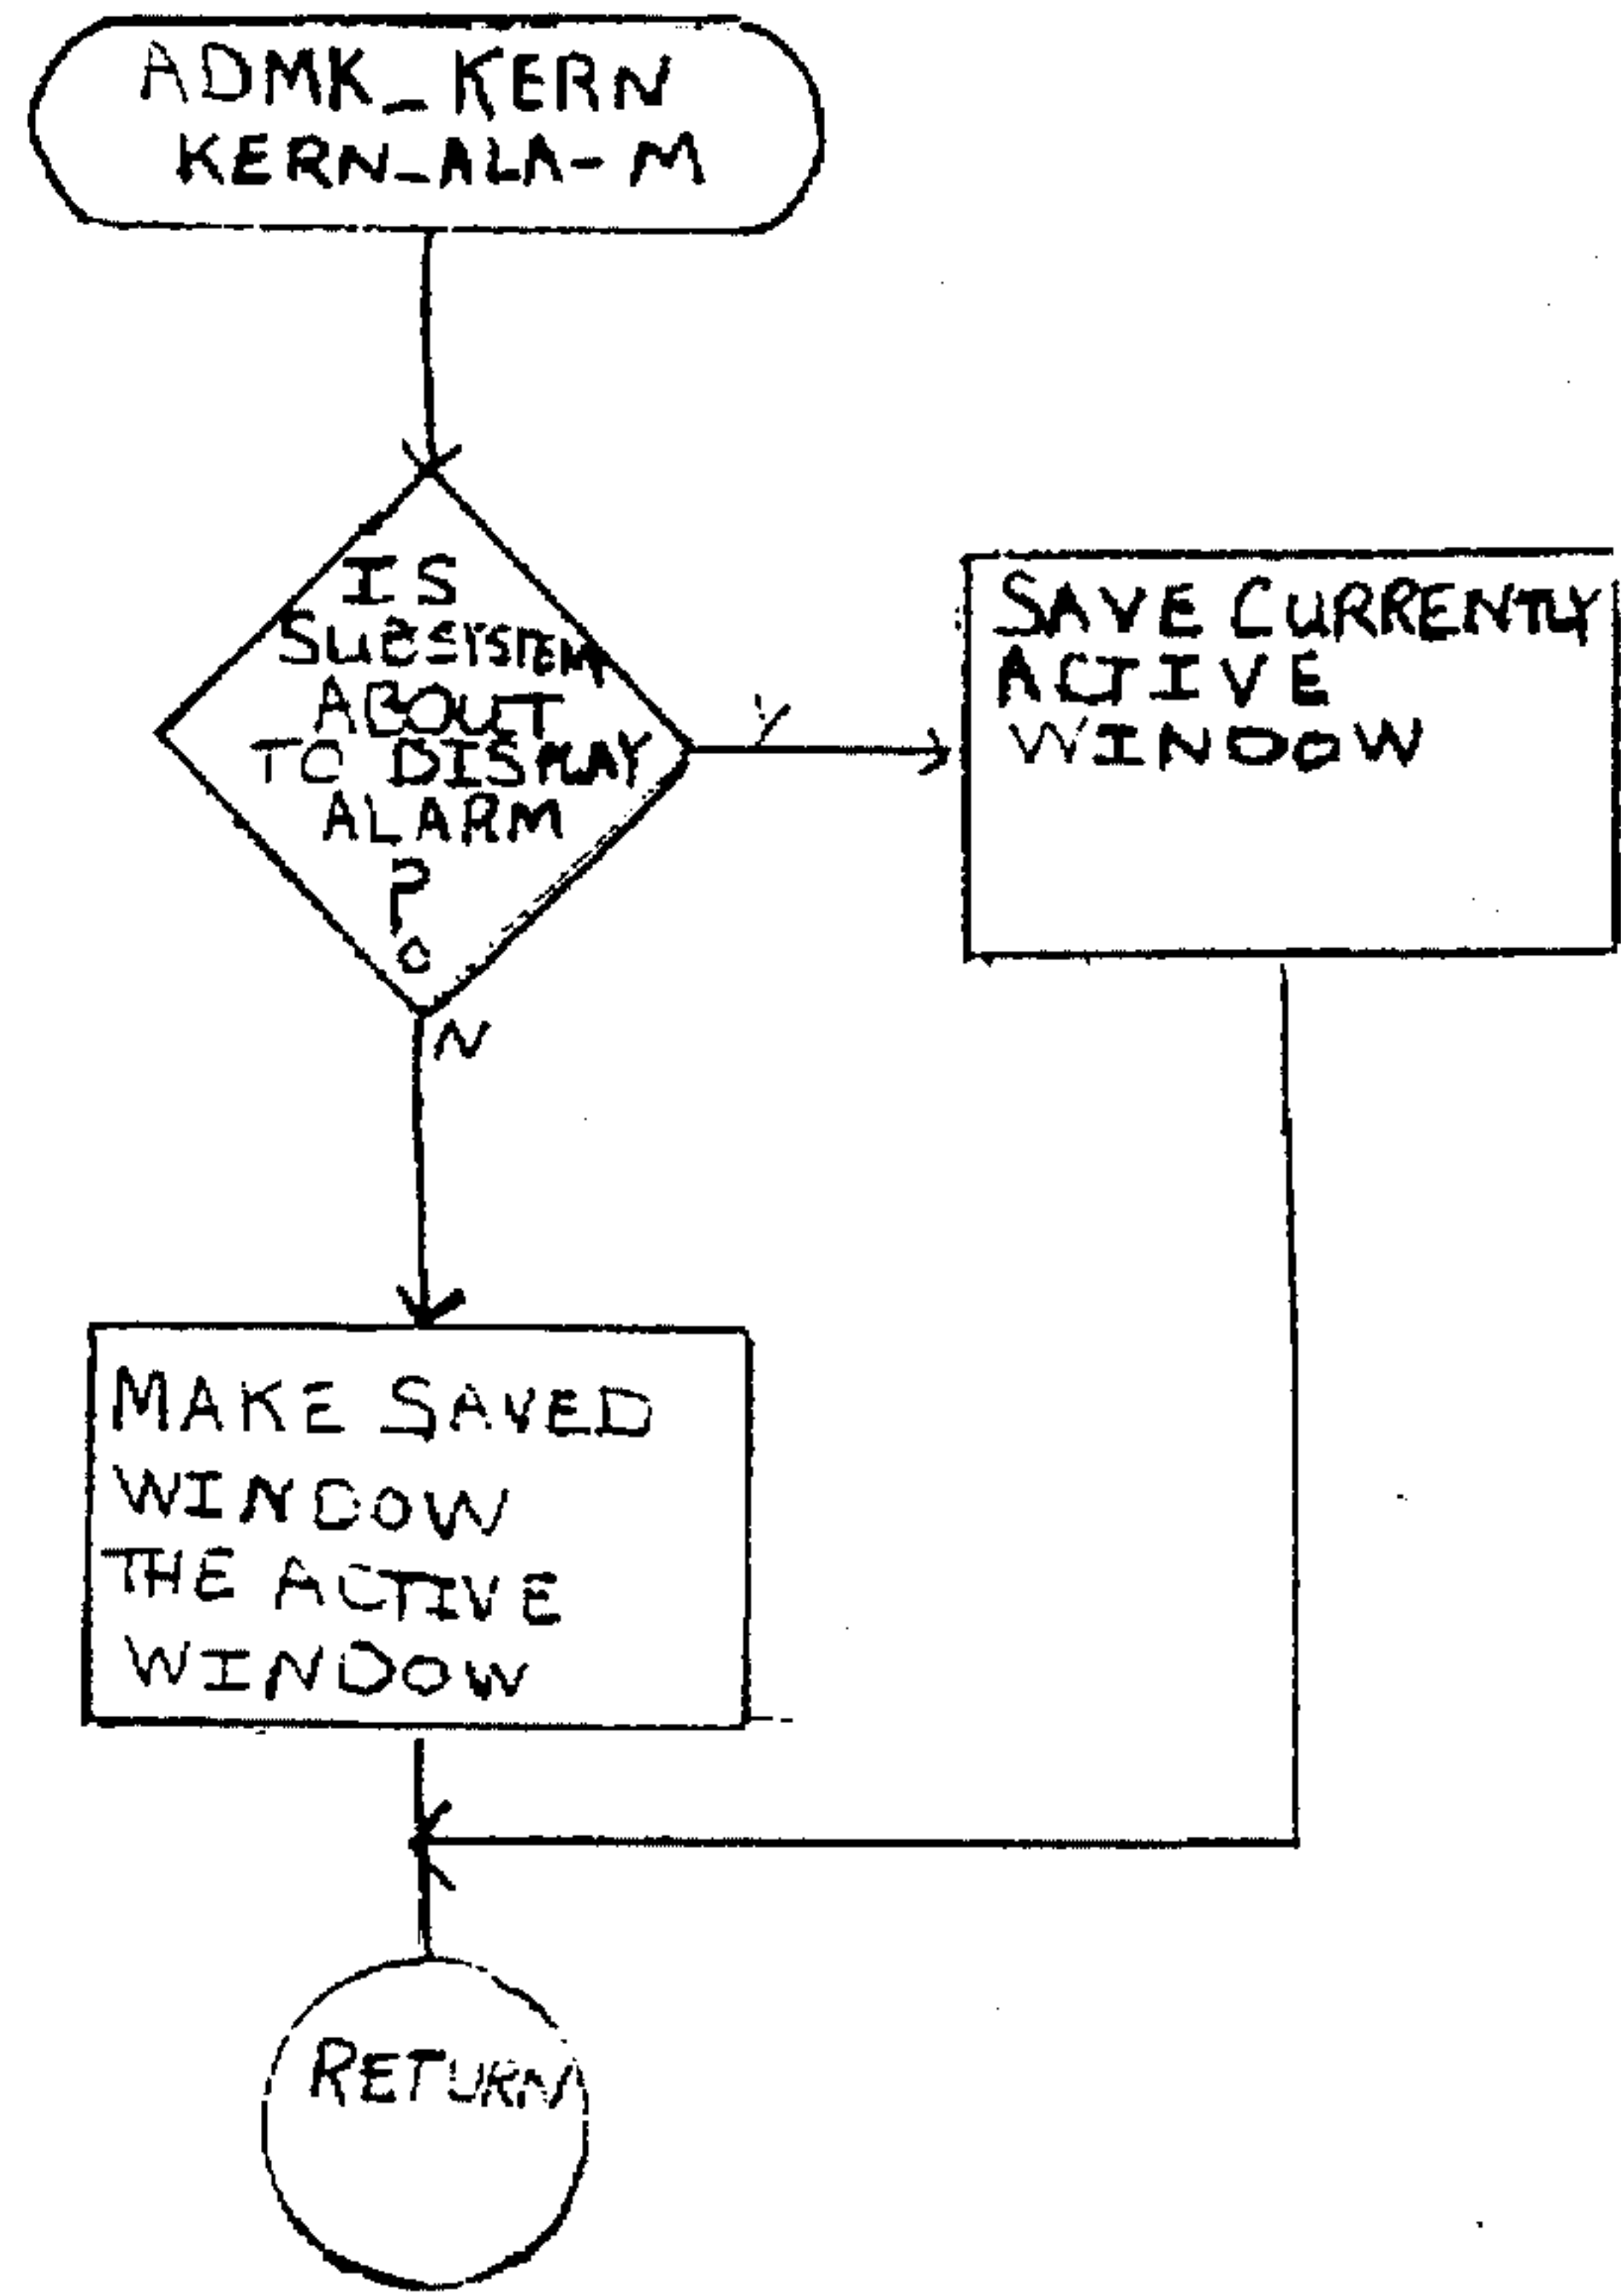 ADMK_KERN
KERN_ALA-M
IS
SUBSYSTEM
ABOUT
TO DISPLAY
ALARM
?
Y
SAVE CURRENTLY
ACTIVE
WINDOW
N
MAKE SAVED
WINDOW
THE ACTIVE
WINDOW
RETURN